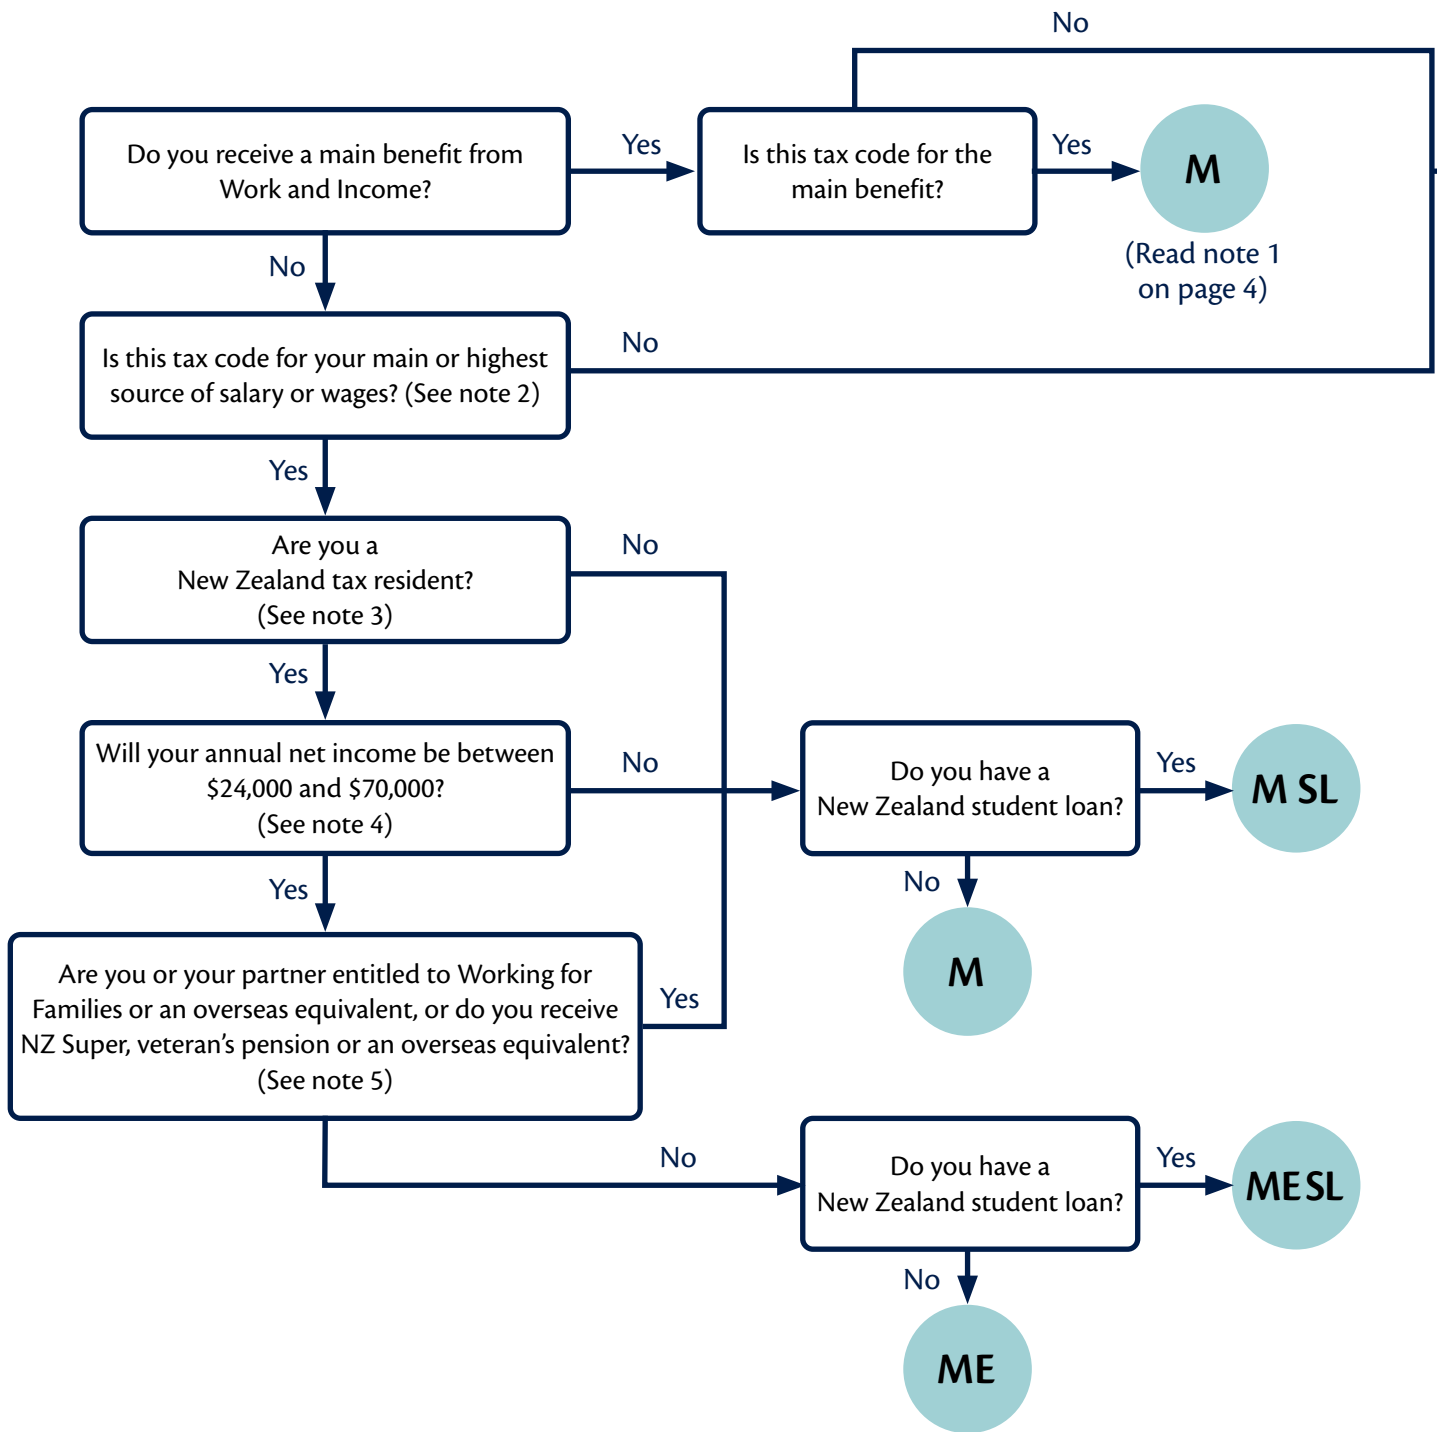 No
Do you receive a main benefit from
Work and Income?
Yes
Is this tax code for the
main benefit?
Yes
M
(Read note 1
on page 4)
No
Is this tax code for your main or highest
source of salary or wages? (See note 2)
No
Yes
Are you a
New Zealand tax resident?
(See note 3)
No
Yes
Will your annual net income be between
$24,000 and $70,000?
(See note 4)
No
Do you have a
New Zealand student loan?
Yes
M SL
No
M
Yes
Are you or your partner entitled to Working for
Families or an overseas equivalent, or do you receive
NZ Super, veteran’s pension or an overseas equivalent?
(See note 5)
Yes
No
Do you have a
New Zealand student loan?
Yes
ME SL
No
ME